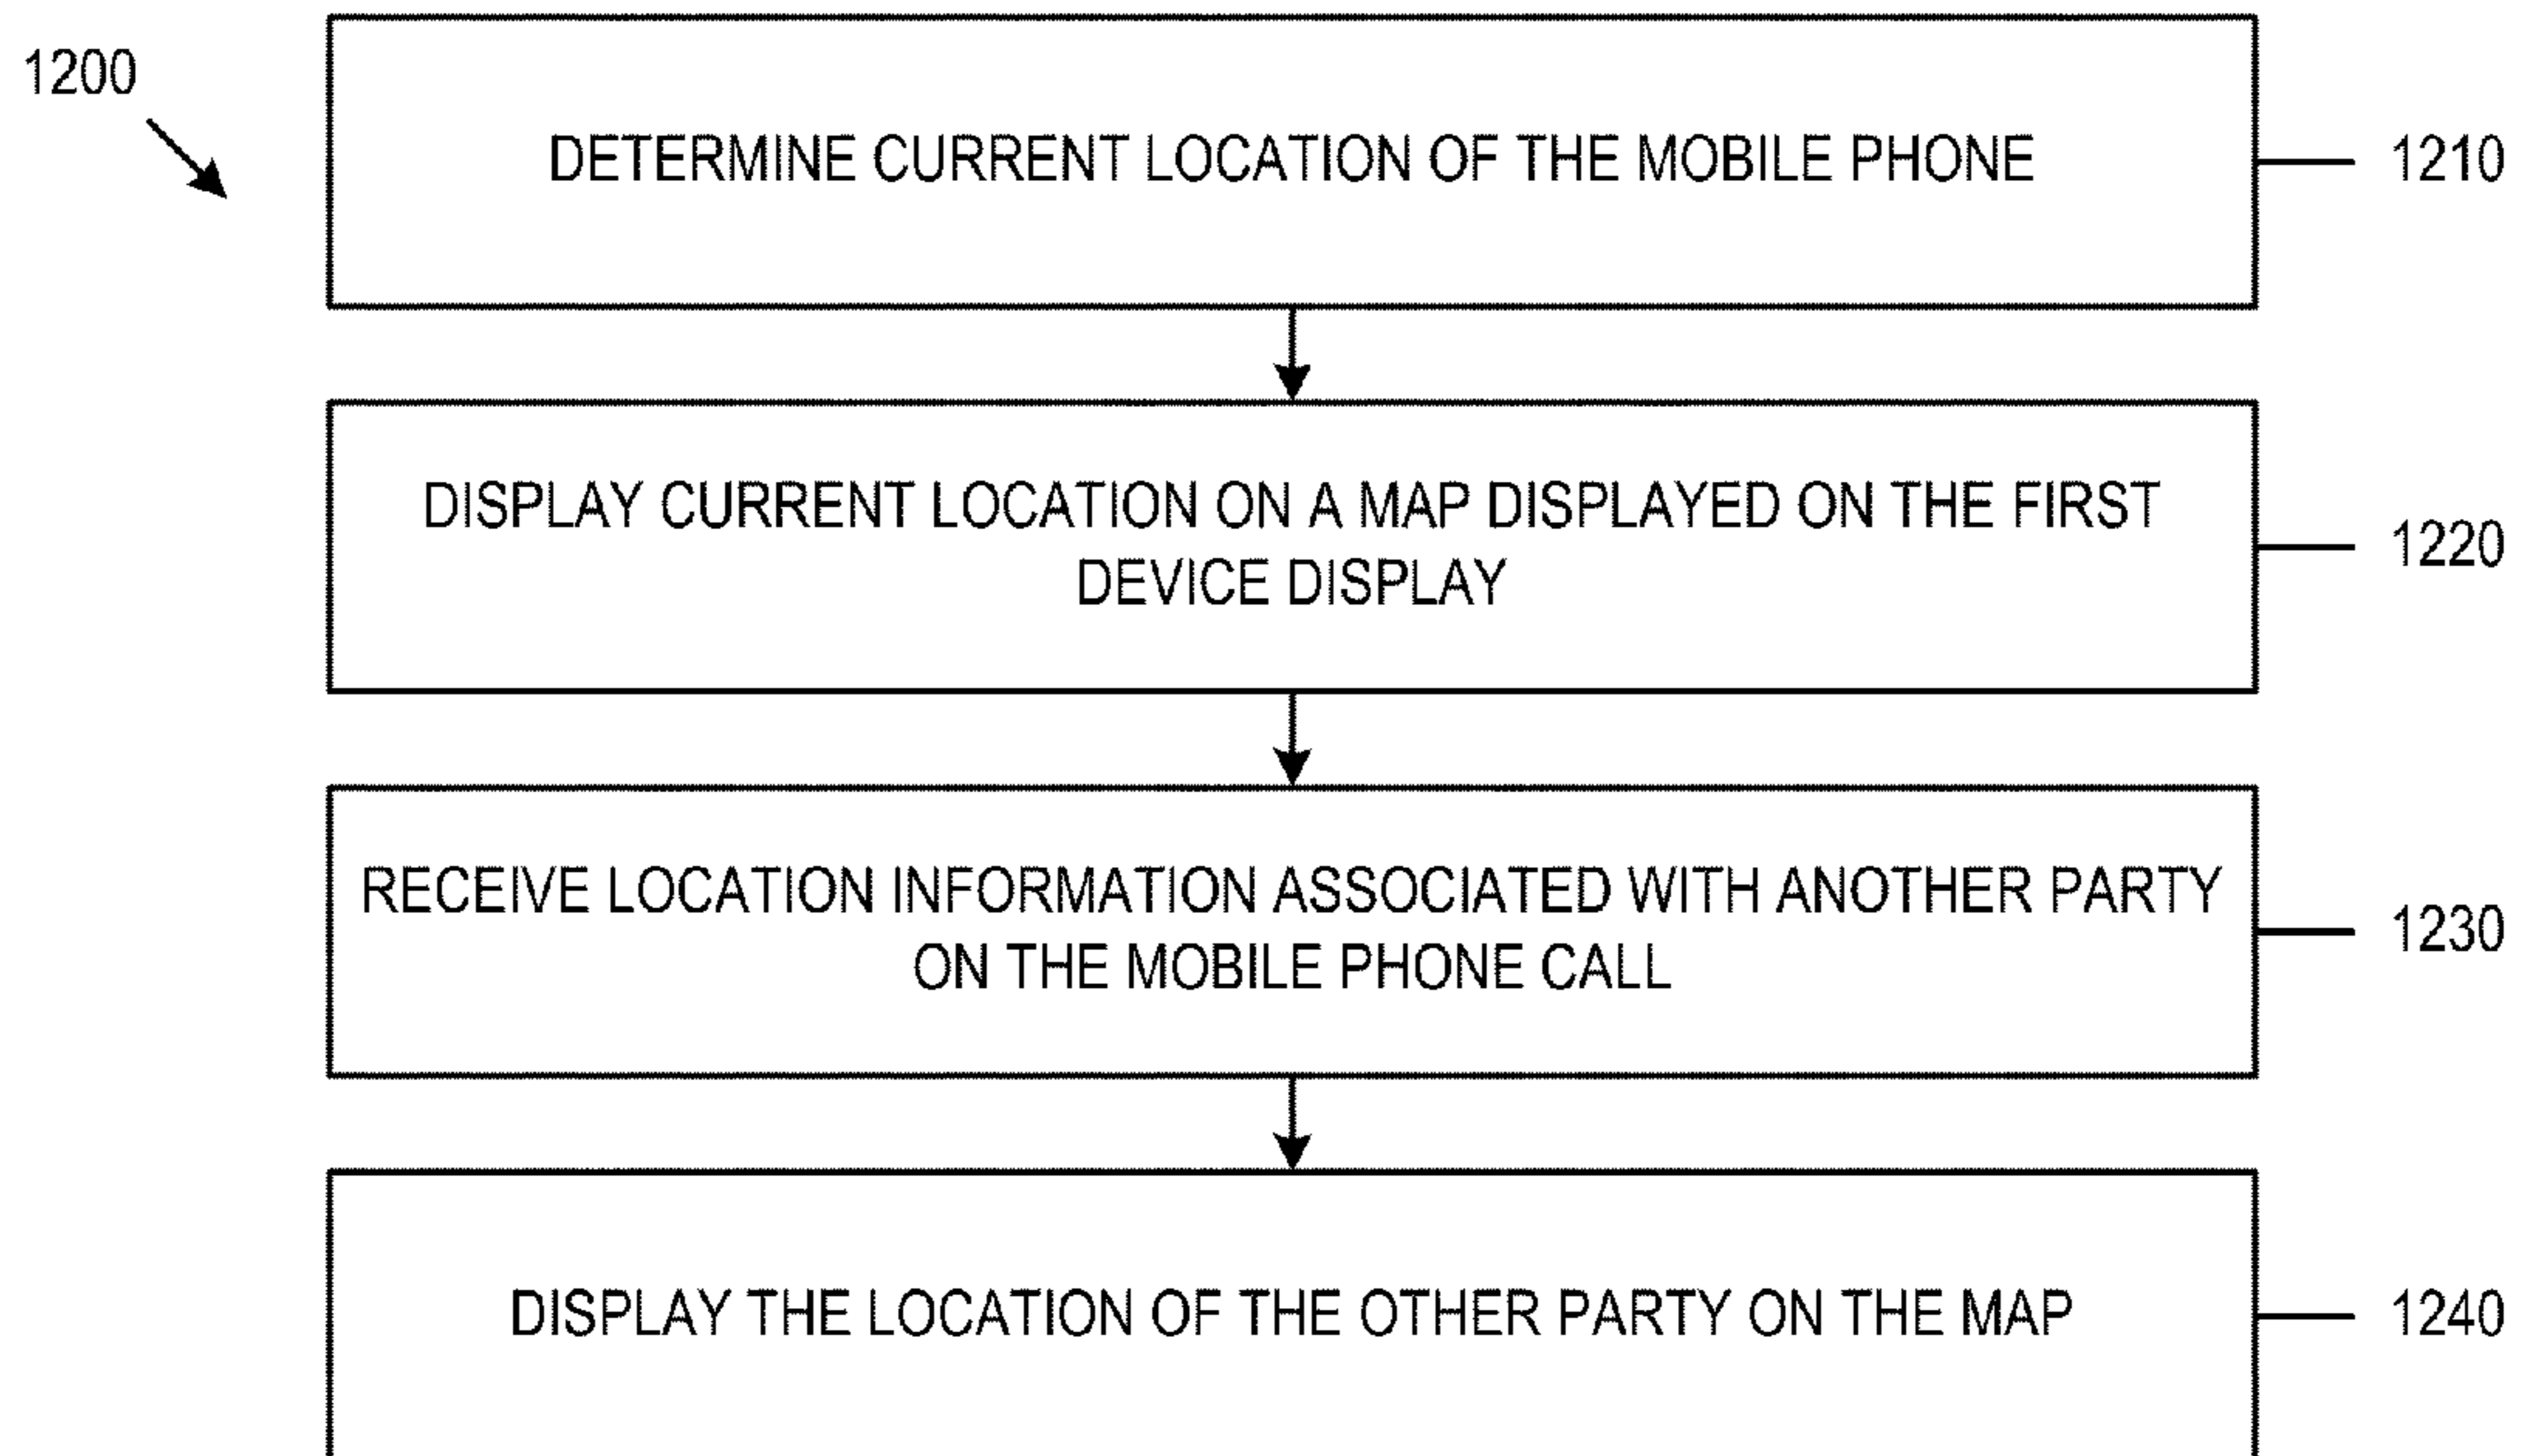 1200
DETERMINE CURRENT LOCATION OF THE MOBILE PHONE
1210
DISPLAY CURRENT LOCATION ON A MAP DISPLAYED ON THE FIRST
DEVICE DISPLAY
1220
RECEIVE LOCATION INFORMATION ASSOCIATED WITH ANOTHER PARTY
ON THE MOBILE PHONE CALL
1230
DISPLAY THE LOCATION OF THE OTHER PARTY ON THE MAP
1240